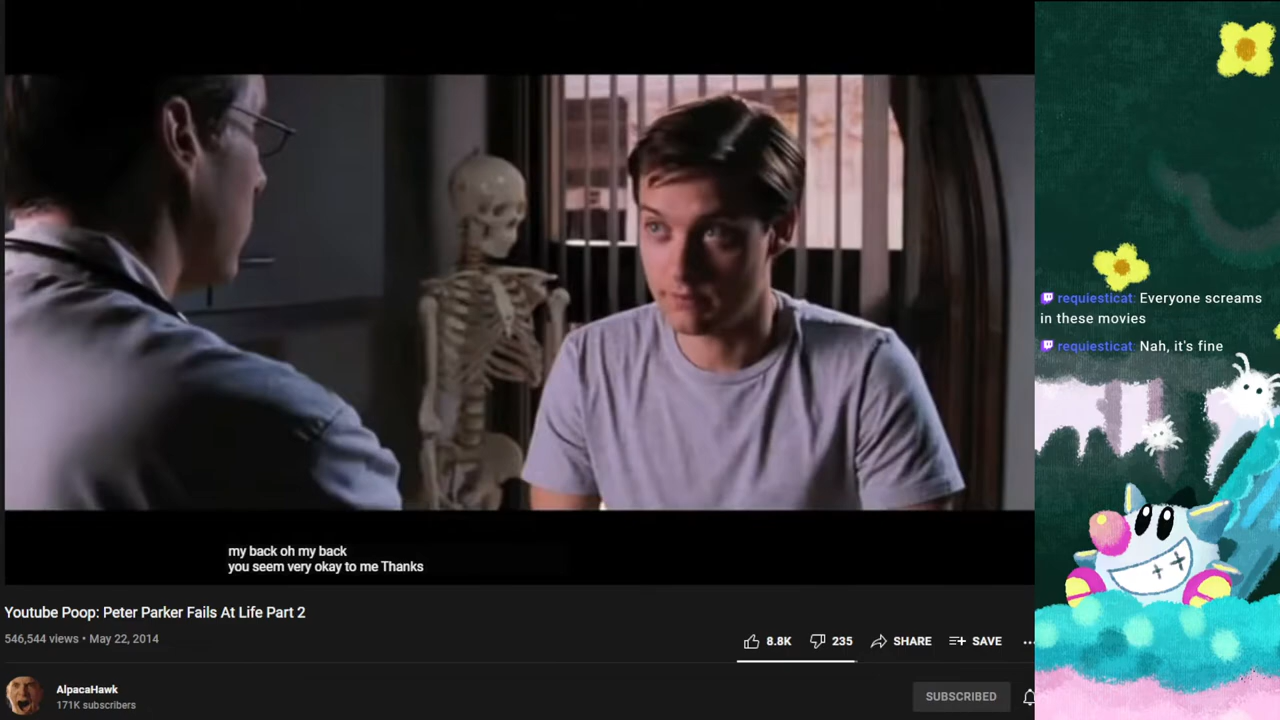 my back oh my back
you seem very okay to me Thanks
Youtube Poop: Peter Parker Fails At Life Part 2
546,544 views • May 22, 2014
8.8K
235
SHARE
SAVE
AlpacaHawk
171K subscribers
SUBSCRIBED
requiesticat: Everyone screams
in these movies
requiesticat: Nah, it's fine